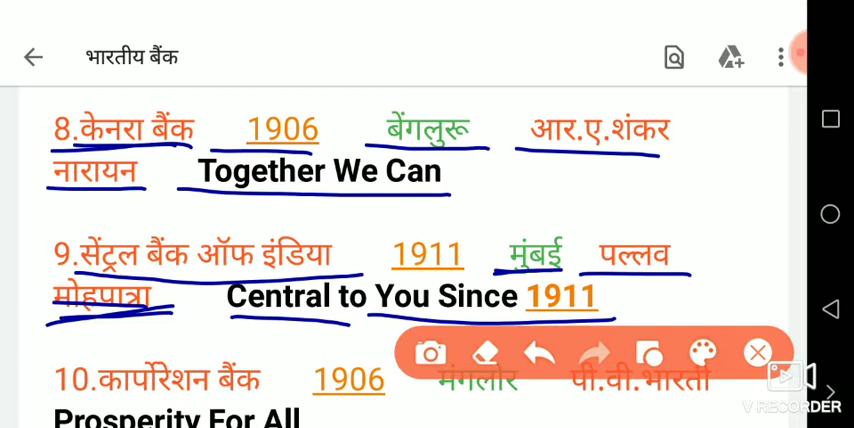 भारतीय बैंक
8.केनरा बैंक 1906 बेंगलुरू आर.ए.शंकर
नारायन Together We Can
9.सेंट्रल बैंक ऑफ इंडिया 1911 मुंबई पल्लव
मोहपात्रा Central to You Since 1911
10.कार्पोरेशन बैंक 1906 मंगलोर पी.वी.भारती
V RECORDER
Prosperity For All